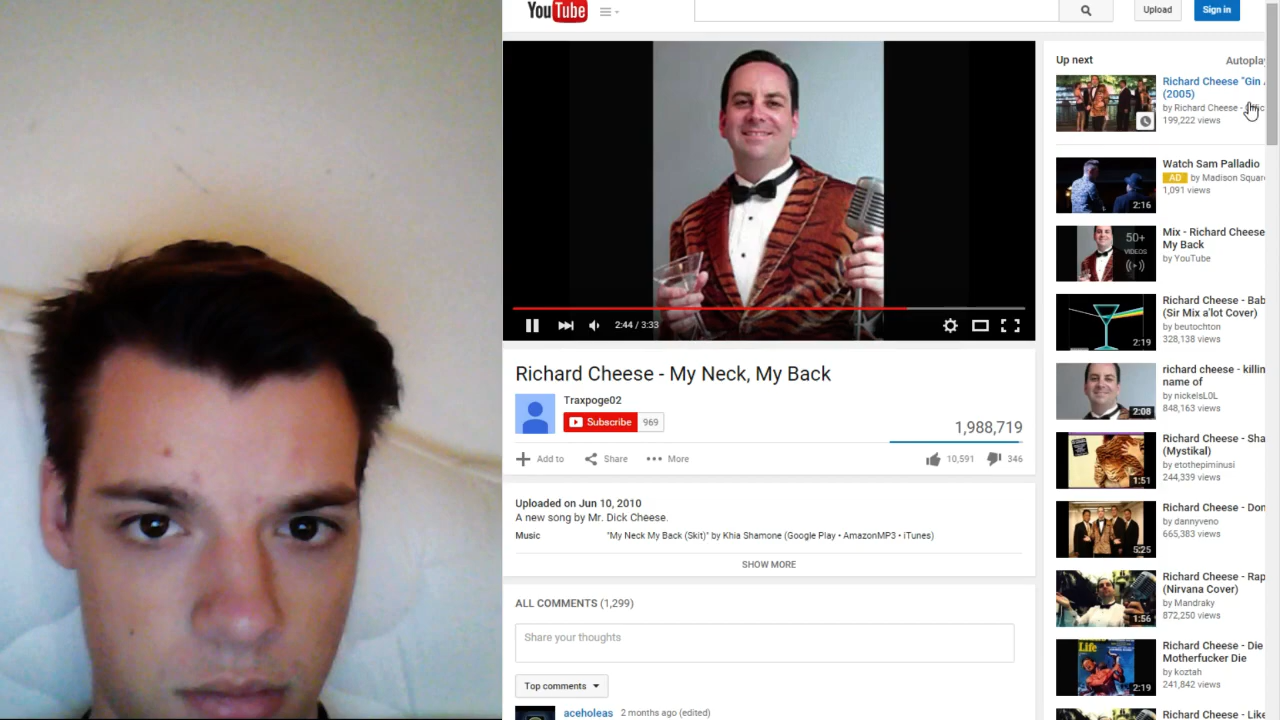 YouTube
Upload
Sign in
2:44 / 3:33
Richard Cheese - My Neck, My Back
Traxpoge02
Subscribe 969
1,988,719
Add to Share More
10,591 346
Uploaded on Jun 10, 2010
A new song by Mr. Dick Cheese.
Music "My Neck My Back (Skit)" by Khia Shamone (Google Play • AmazonMP3 • iTunes)
SHOW MORE
ALL COMMENTS (1,299)
Share your thoughts
Top comments
aceholeas 2 months ago (edited)
Up next Autoplay
Richard Cheese "Gin
(2005)
by Richard Cheese -
199,222 views
Watch Sam Palladio
AD by Madison Squar
1,091 views
2:16
Mix - Richard Cheese
My Back
by YouTube
50+
VIDEOS
Richard Cheese - Bab
(Sir Mix a'lot Cover)
by beutochton
328,138 views
2:19
richard cheese - killin
name of
by nickelsL0L
848,163 views
2:08
Richard Cheese - Sha
(Mystikal)
by etothepiminusi
244,339 views
1:51
Richard Cheese - Don
by dannyveno
665,383 views
5:25
Richard Cheese - Rap
(Nirvana Cover)
by Mandraky
872,250 views
1:56
Richard Cheese - Die
Motherfucker Die
by koztah
241,842 views
Life
2:19
Richard Cheese - Like